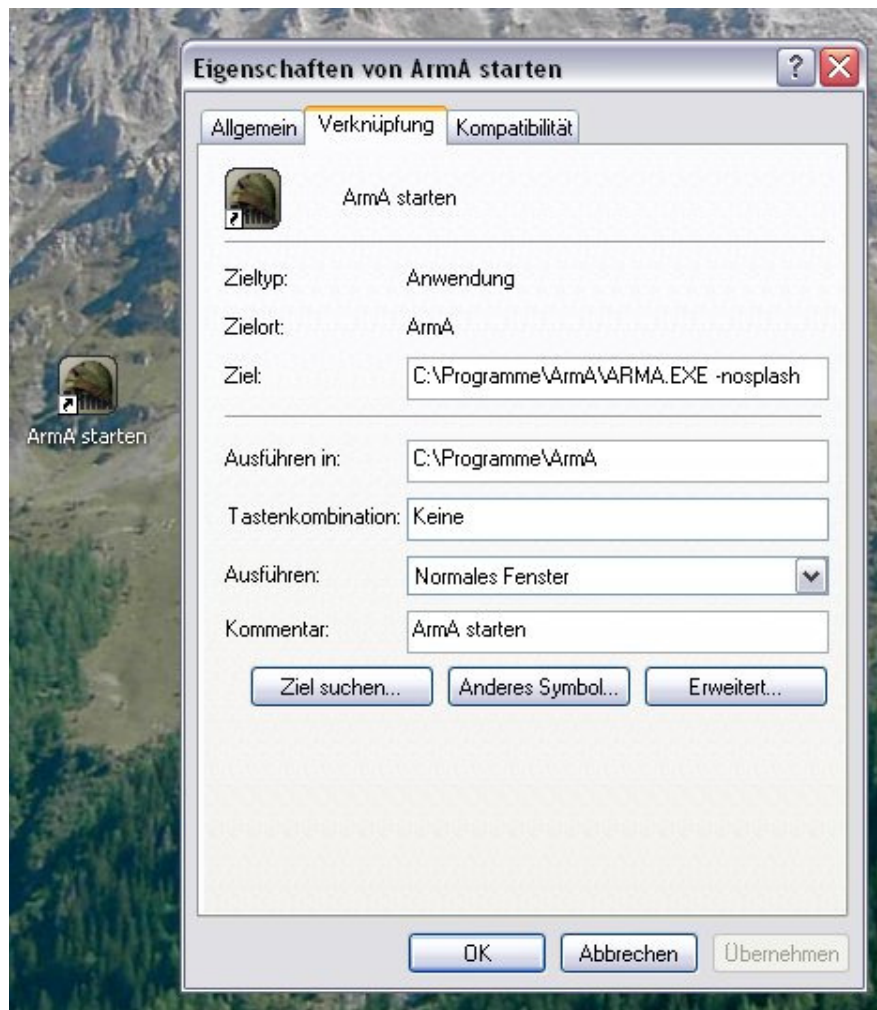 Eigenschaften von ArmA starten
Allgemein Verknüpfung Kompatibilität
ArmA starten
Zieltyp: Anwendung
Zielort: ArmA
Ziel: C:\Programme\ArmA\ARMA.EXE -nosplash
ArmA starten
Ausführen in: C:\Programme\ArmA
Tastenkombination: Keine
Ausführen: Normales Fenster
Kommentar: ArmA starten
Ziel suchen... Anderes Symbol... Erweitert...
OK Abbrechen Übernehmen